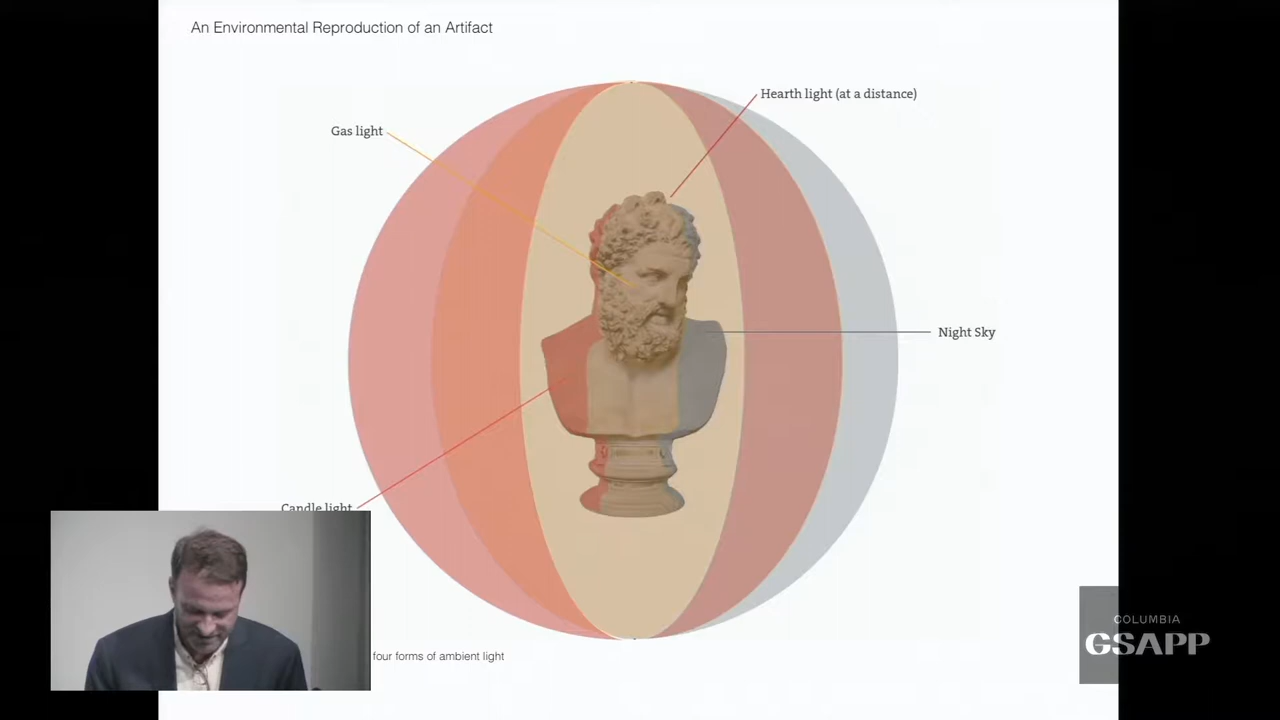 An Environmental Reproduction of an Artifact
Hearth light (at a distance)
Gas light
Night Sky
Candle light
COLUMBIA
GSAPP
four forms of ambient light